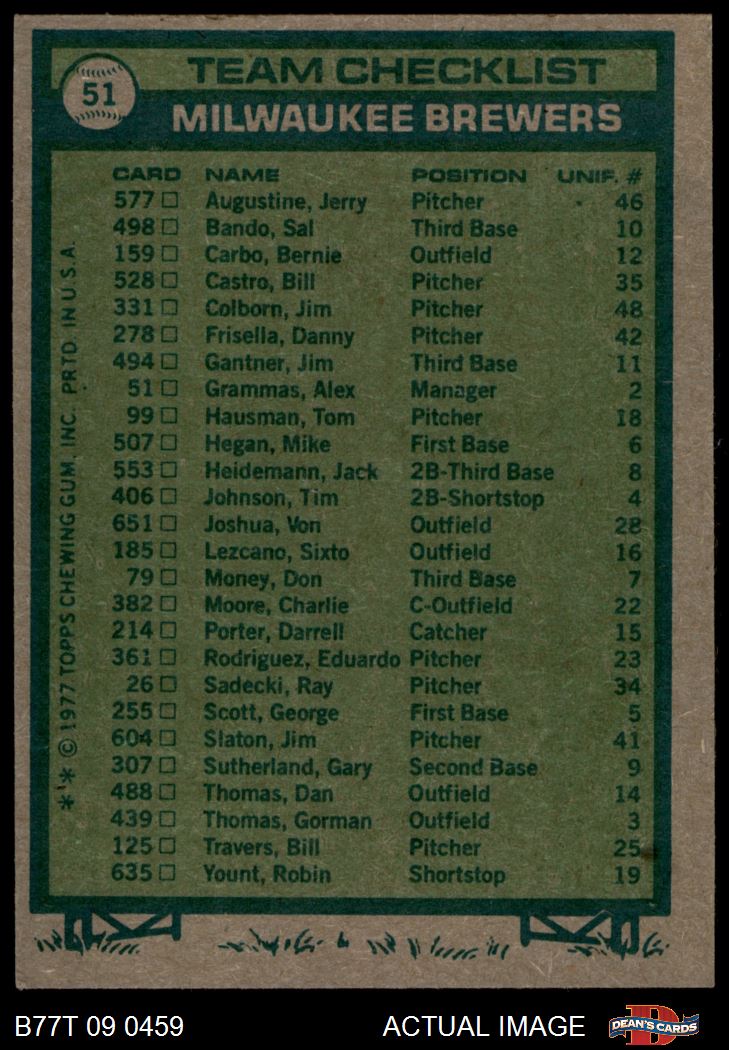 51
TEAM CHECKLIST
MILWAUKEE BREWERS
CARD NAME POSITION UNIF. #
577 Augustine, Jerry Pitcher 46
498 Bando, Sal Third Base 10
159 Carbo, Bernie Outfield 12
528 Castro, Bill Pitcher 35
331 Colborn, Jim Pitcher 48
278 Frisella, Danny Pitcher 42
494 Gantner, Jim Third Base 11
51 Grammas, Alex Manager 2
99 Hausman, Tom Pitcher 18
507 Hegan, Mike First Base 6
553 Heidemann, Jack 2B-Third Base 8
406 Johnson, Tim 2B-Shortstop 4
651 Joshua, Von Outfield 28
185 Lezcano, Sixto Outfield 16
79 Money, Don Third Base 7
382 Moore, Charlie C-Outfield 22
214 Porter, Darrell Catcher 15
361 Rodriguez, Eduardo Pitcher 23
26 Sadecki, Ray Pitcher 34
255 Scott, George First Base 5
604 Slaton, Jim Pitcher 41
307 Sutherland, Gary Second Base 9
488 Thomas, Dan Outfield 14
439 Thomas, Gorman Outfield 3
125 Travers, Bill Pitcher 25
635 Yount, Robin Shortstop 19
*'* © 1977 TOPPS CHEWING GUM, INC. PRTD. IN U.S.A.
B77T 09 0459 ACTUAL IMAGE
DEAN'S CARDS